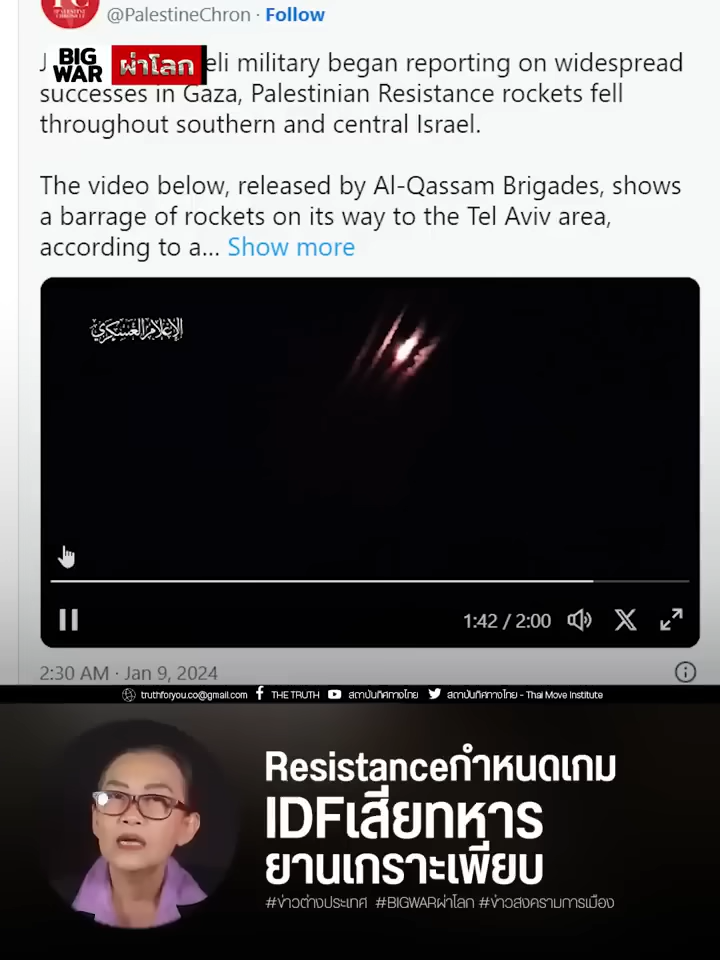 @PalestineChron · Follow
BIG WAR ผ่าโลก
J eli military began reporting on widespread
successes in Gaza, Palestinian Resistance rockets fell
throughout southern and central Israel.
The video below, released by Al-Qassam Brigades, shows
a barrage of rockets on its way to the Tel Aviv area,
according to a... Show more
الإعلام العسكري
1:42 / 2:00
2:30 AM · Jan 9, 2024
truthforyou.co@gmail.com THE TRUTH สถาบันทิศทางไทย สถาบันทิศทางไทย - Thai Move Institute
Resistanceกำหนดเกม
IDFเสียทหาร
ยานเกราะเพียบ
#ข่าวต่างประเทศ #BIGWARผ่าโลก #ข่าวสงครามการเมือง